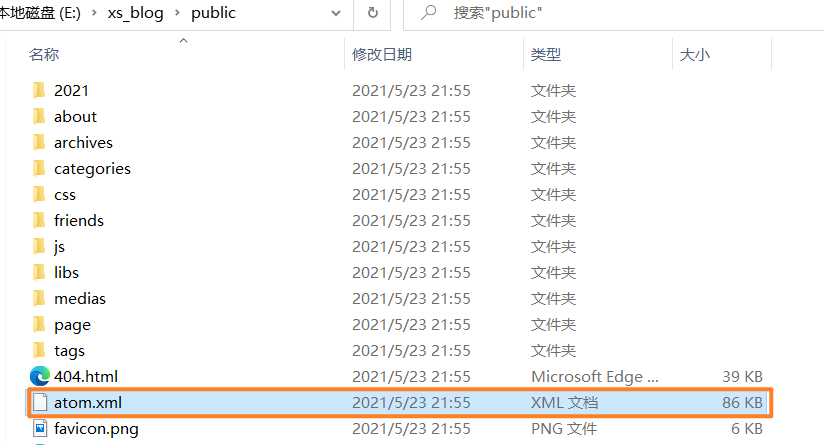 本地磁盘 (E:) › xs_blog › public 搜索"public"
名称 修改日期 类型 大小
2021 2021/5/23 21:55 文件夹
about 2021/5/23 21:55 文件夹
archives 2021/5/23 21:55 文件夹
categories 2021/5/23 21:55 文件夹
css 2021/5/23 21:55 文件夹
friends 2021/5/23 21:55 文件夹
js 2021/5/23 21:55 文件夹
libs 2021/5/23 21:55 文件夹
medias 2021/5/23 21:55 文件夹
page 2021/5/23 21:55 文件夹
tags 2021/5/23 21:55 文件夹
404.html 2021/5/23 21:55 Microsoft Edge ... 39 KB
atom.xml 2021/5/23 21:55 XML 文档 86 KB
favicon.png 2021/5/23 21:55 PNG 文件 6 KB